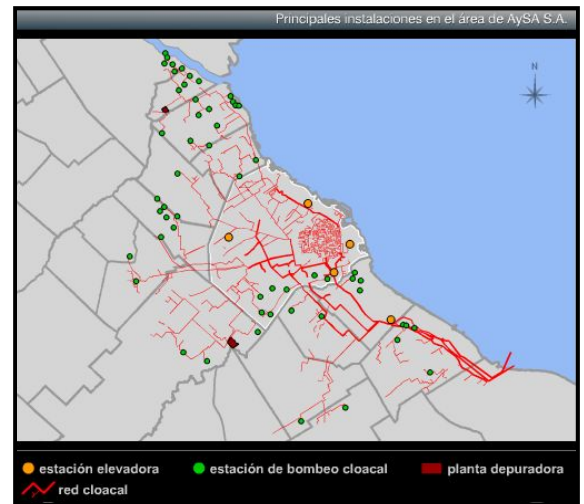 Principales instalaciones en el área de AySA S.A.
N
estación elevadora
estación de bombeo cloacal
planta depuradora
red cloacal